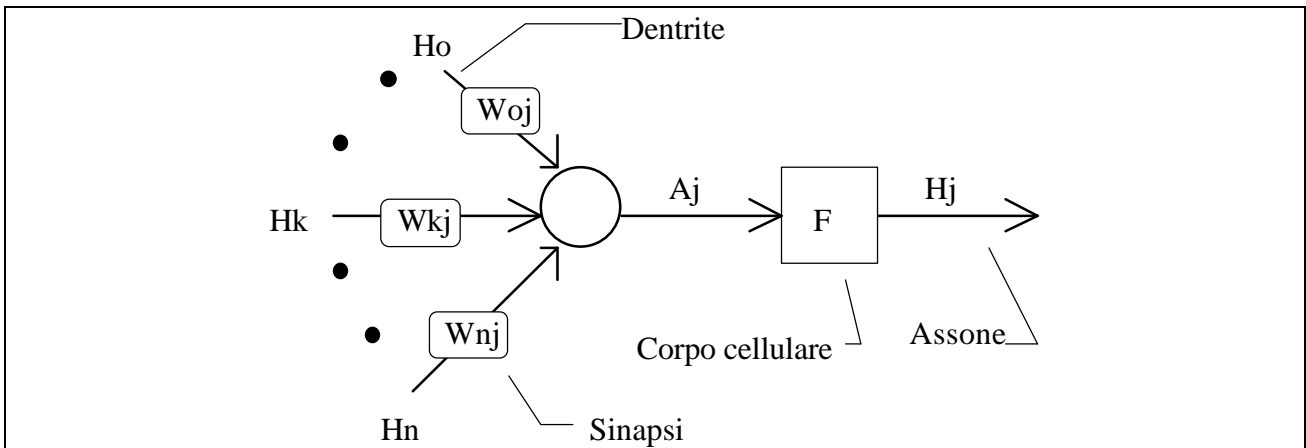 Dentrite
Ho
Woj
Aj
Hj
Hk
Wkj
F
Wnj
Corpo cellulare
Assone
Hn
Sinapsi